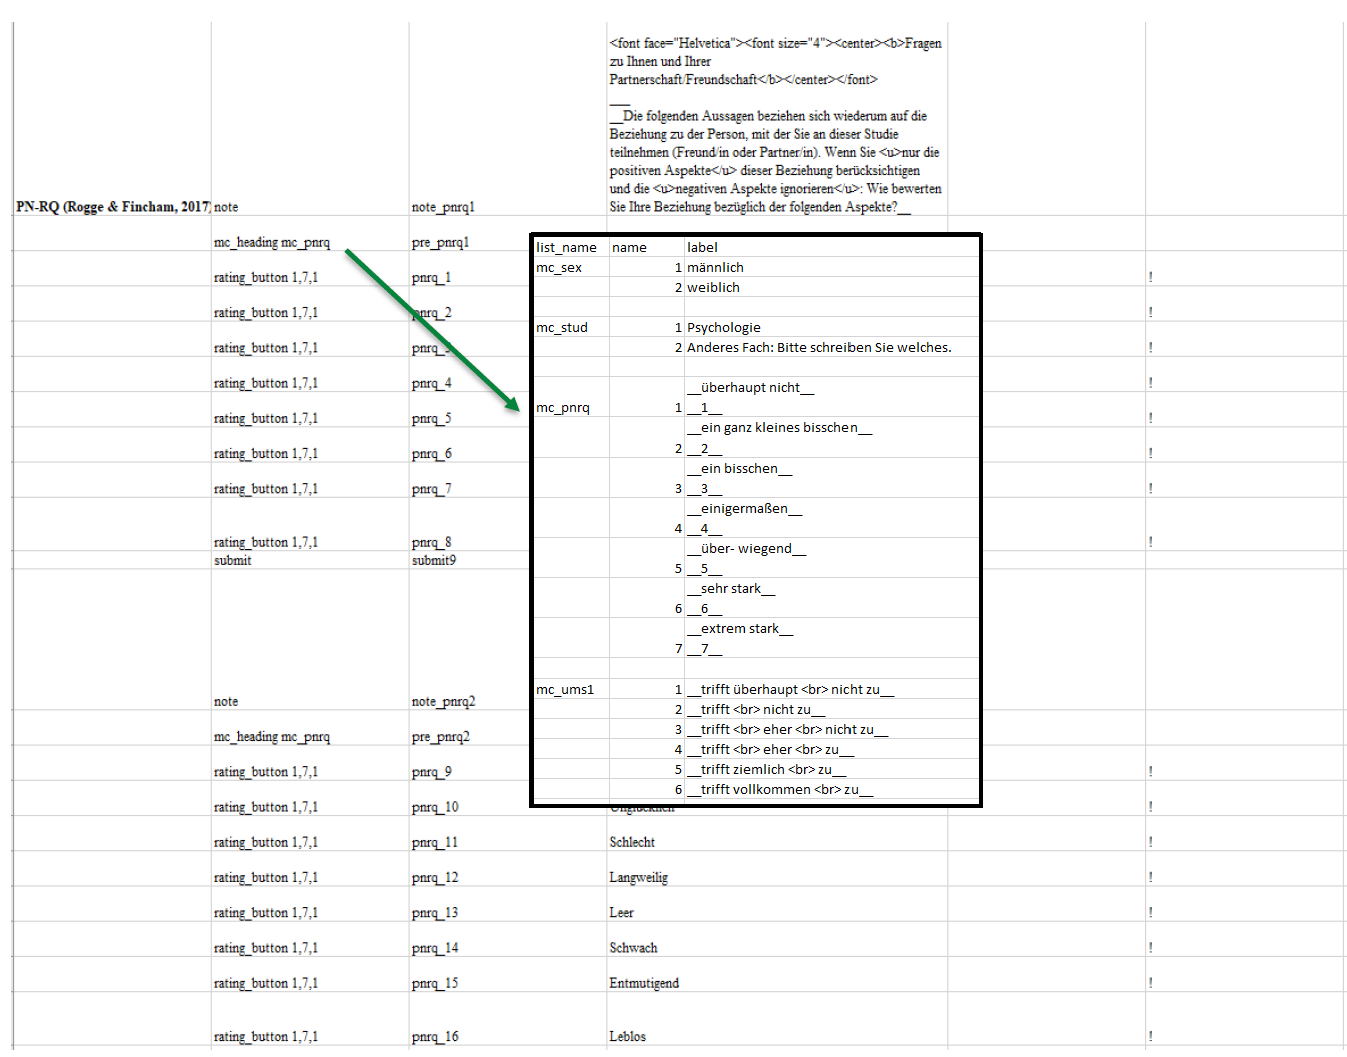 <font face="Helvetica"><font size="4"><center><b>Fragen
zu Ihnen und Ihrer
Partnerschaft/Freundschaft</b></center></font>
___
__Die folgenden Aussagen beziehen sich wiederum auf die
Beziehung zu der Person, mit der Sie an dieser Studie
teilnehmen (Freund/in oder Partner/in). Wenn Sie <u>nur die
positiven Aspekte</u> dieser Beziehung berücksichtigen
und die <u>negativen Aspekte ignorieren</u>: Wie bewerten
PN-RQ (Rogge & Fincham, 2017) note note_pnrq1 Sie Ihre Beziehung bezüglich der folgenden Aspekte?__
mc_heading mc_pnrq pre_pnrq1
rating_button 1,7,1 pnrq_1 !
rating_button 1,7,1 pnrq_2 !
rating_button 1,7,1 pnrq_3 !
rating_button 1,7,1 pnrq_4 !
rating_button 1,7,1 pnrq_5 !
rating_button 1,7,1 pnrq_6 !
rating_button 1,7,1 pnrq_7 !
rating_button 1,7,1 pnrq_8 !
submit submit9
note note_pnrq2
mc_heading mc_pnrq pre_pnrq2
rating_button 1,7,1 pnrq_9 !
rating_button 1,7,1 pnrq_10 Unglücklich !
rating_button 1,7,1 pnrq_11 Schlecht !
rating_button 1,7,1 pnrq_12 Langweilig !
rating_button 1,7,1 pnrq_13 Leer !
rating_button 1,7,1 pnrq_14 Schwach !
rating_button 1,7,1 pnrq_15 Entmutigend !
rating_button 1,7,1 pnrq_16 Leblos !
list_name name label
mc_sex 1 männlich
2 weiblich
mc_stud 1 Psychologie
2 Anderes Fach: Bitte schreiben Sie welches.
__überhaupt nicht__
mc_pnrq 1 __1__
__ein ganz kleines bisschen__
2 __2__
__ein bisschen__
3 __3__
__einigermaßen__
4 __4__
__über- wiegend__
5 __5__
__sehr stark__
6 __6__
__extrem stark__
7 __7__
mc_ums1 1 __trifft überhaupt <br> nicht zu__
2 __trifft <br> nicht zu__
3 __trifft <br> eher <br> nicht zu__
4 __trifft <br> eher <br> zu__
5 __trifft ziemlich <br> zu__
6 __trifft vollkommen <br> zu__